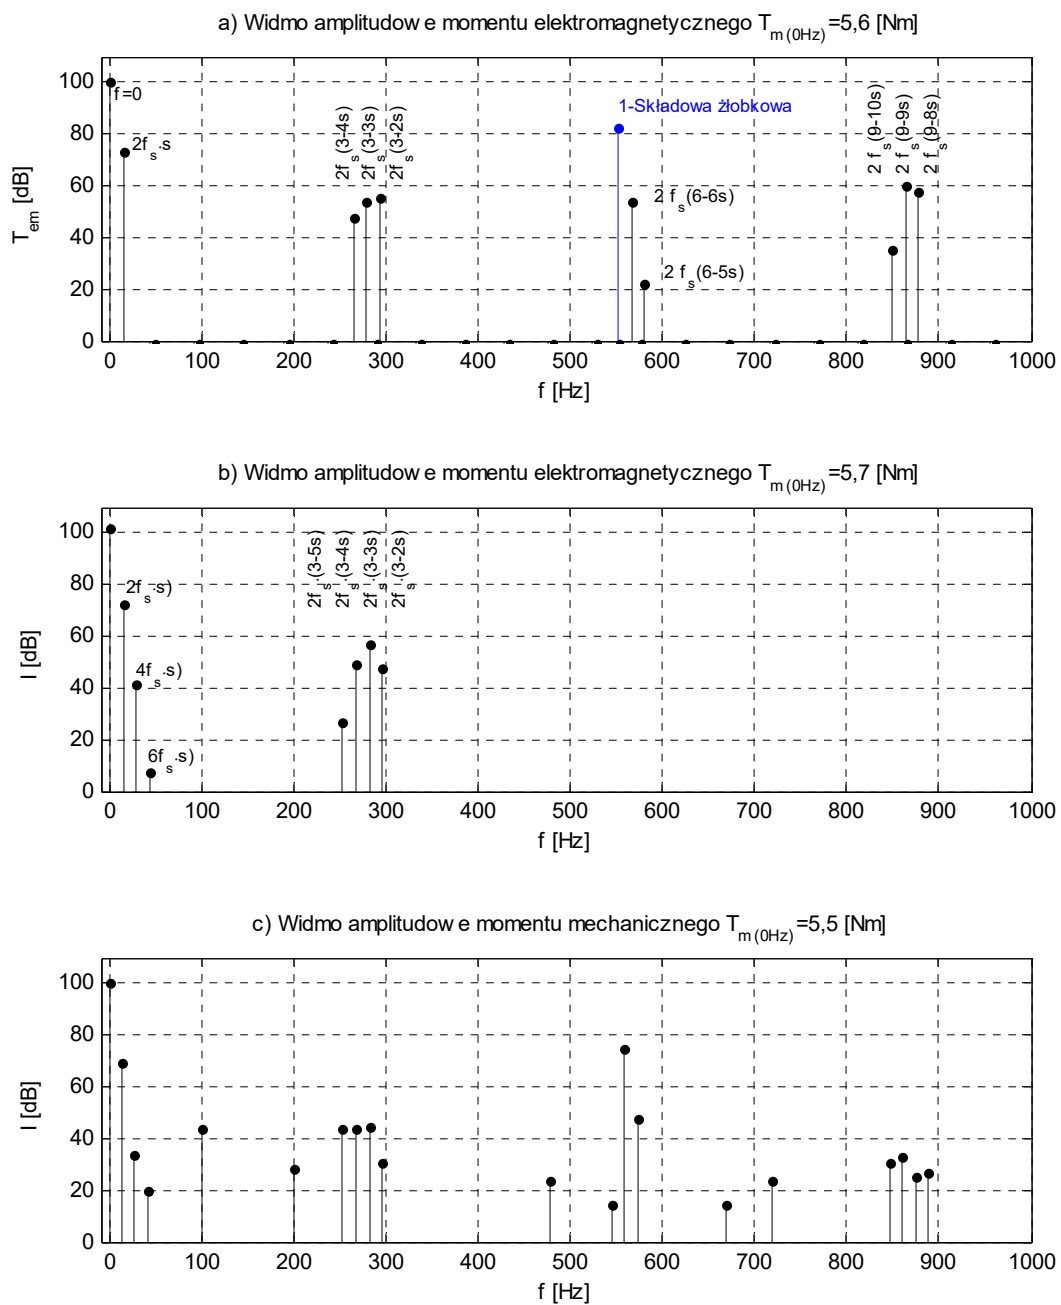 a) Widmo amplitudow e momentu elektromagnetycznego T_m (0Hz) =5,6 [Nm]
T_em [dB]
100
80
60
40
20
0
f=0
2f_s·s
2f_s(3-4s)
2f_s(3-3s)
2f_s(3-2s)
1-Składowa żłobkowa
2 f_s(6-6s)
2 f_s(6-5s)
2 f_s(9-10s)
2 f_s(9-9s)
2 f_s(9-8s)
0 100 200 300 400 500 600 700 800 900 1000
f [Hz]
b) Widmo amplitudow e momentu elektromagnetycznego T_m (0Hz) =5,7 [Nm]
I [dB]
100
80
60
40
20
0
2f_s·s)
4f_s·s)
6f_s·s)
2f_s·(3-5s)
2f_s·(3-4s)
2f_s·(3-3s)
2f_s·(3-2s)
0 100 200 300 400 500 600 700 800 900 1000
f [Hz]
c) Widmo amplitudow e momentu mechanicznego T_m (0Hz) =5,5 [Nm]
I [dB]
100
80
60
40
20
0
0 100 200 300 400 500 600 700 800 900 1000
f [Hz]